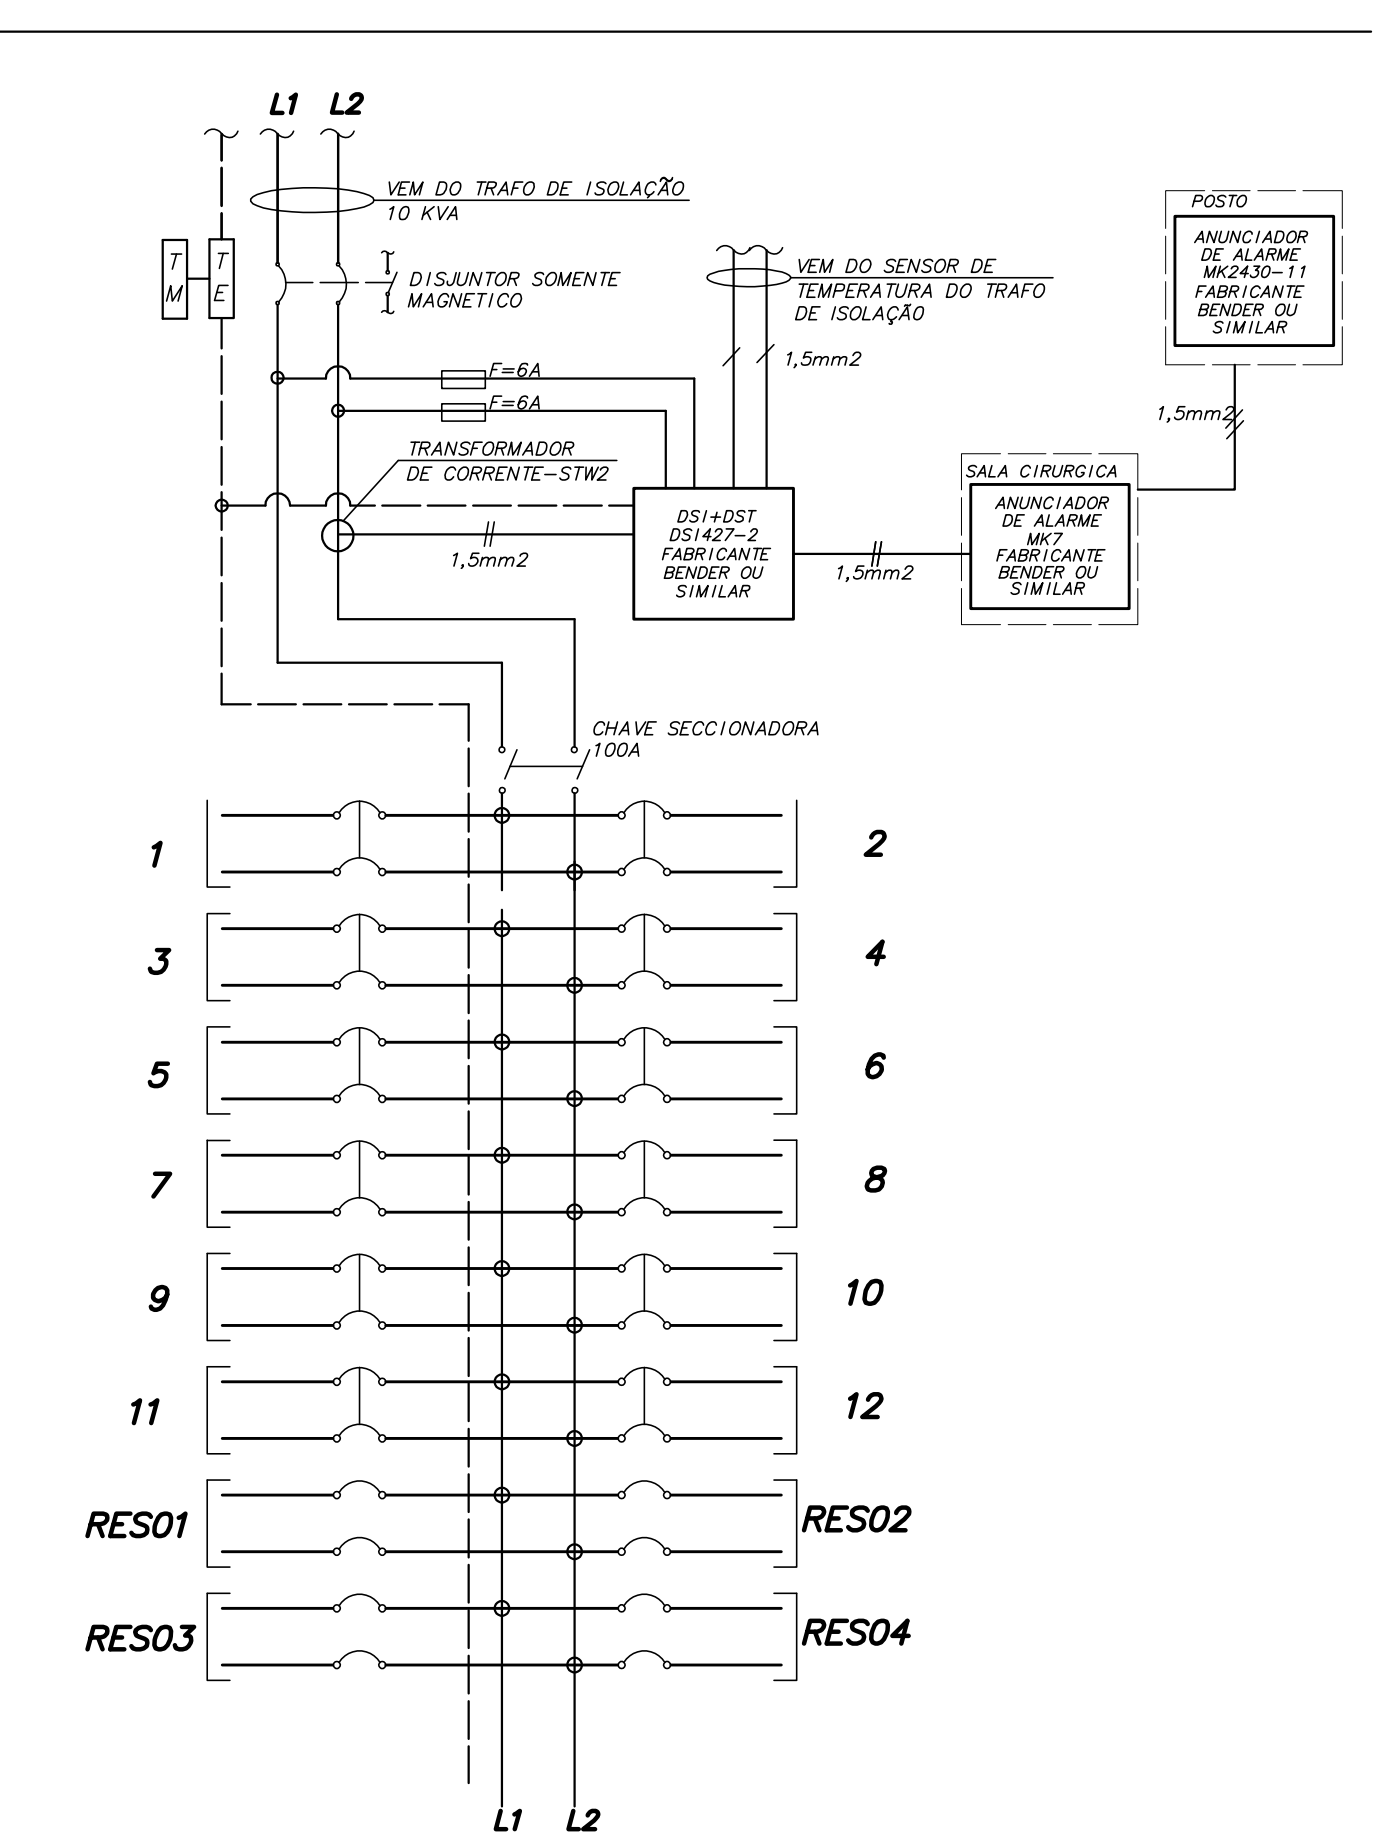 L1 L2
VEM DO TRAFO DE ISOLAÇÃO
10 KVA
T
M
T
E
DISJUNTOR SOMENTE
MAGNETICO
VEM DO SENSOR DE
TEMPERATURA DO TRAFO
DE ISOLAÇÃO
1,5mm2
POSTO
ANUNCIADOR
DE ALARME
MK2430-11
FABRICANTE
BENDER OU
SIMILAR
1,5mm2
F=6A
F=6A
TRANSFORMADOR
DE CORRENTE-STW2
1,5mm2
DSI+DST
DS1427-2
FABRICANTE
BENDER OU
SIMILAR
1,5mm2
SALA CIRURGICA
ANUNCIADOR
DE ALARME
MK7
FABRICANTE
BENDER OU
SIMILAR
CHAVE SECCIONADORA
100A
1 2
3 4
5 6
7 8
9 10
11 12
RES01 RES02
RES03 RES04
L1 L2